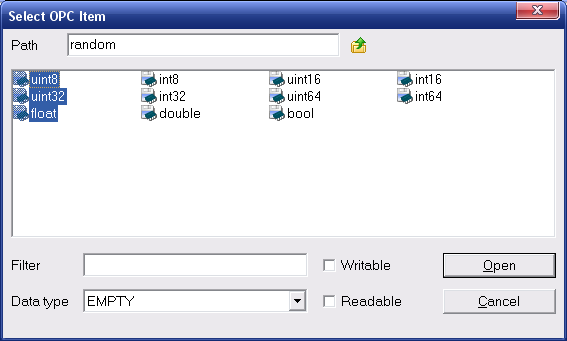 Select OPC Item
Path random
uint8 int8 uint16 int16
uint32 int32 uint64 int64
float double bool
Filter Writable Open
Data type EMPTY Readable Cancel